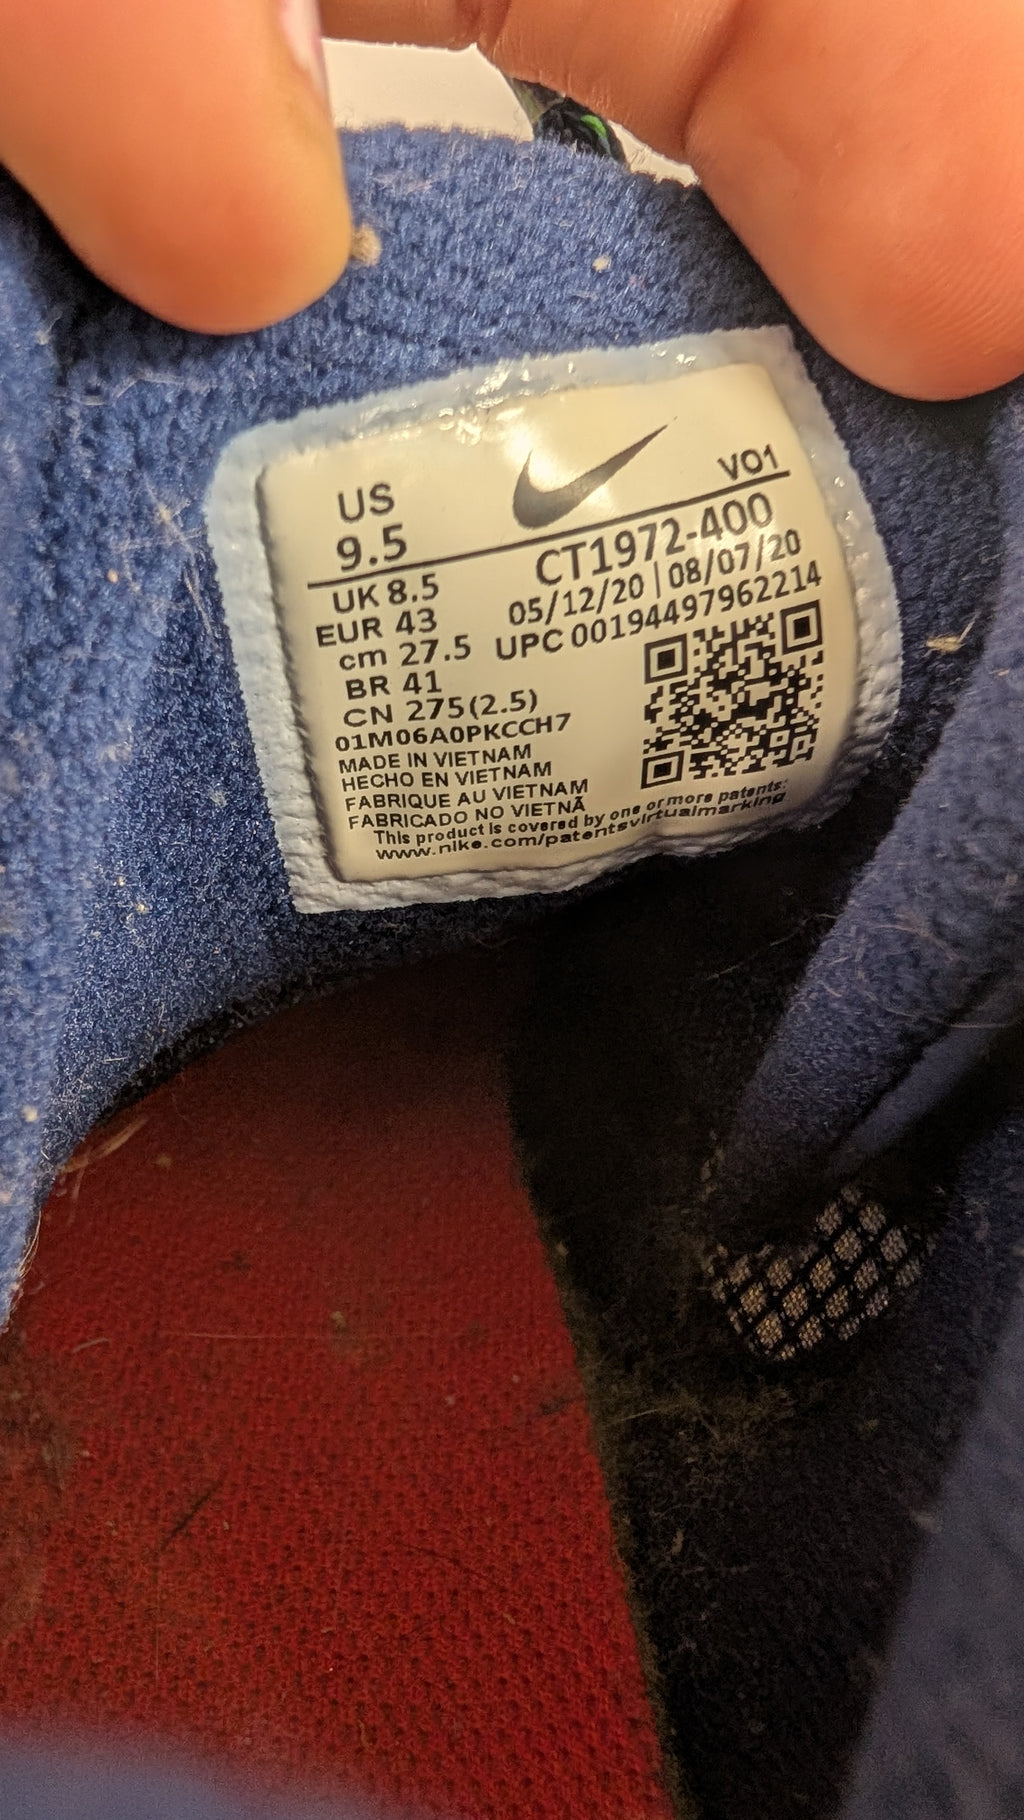 US
9.5
VO1
CT1972-400
05/12/20 | 08/07/20
UPC 00194497962214
UK 8.5
EUR 43
cm 27.5
BR 41
CN 275(2.5)
01M06A0PKCCH7
MADE IN VIETNAM
HECHO EN VIETNAM
FABRIQUE AU VIETNAM
FABRICADO NO VIETNÃ
This product is covered by one or more patents:
www.nike.com/patentsvirtualmarking